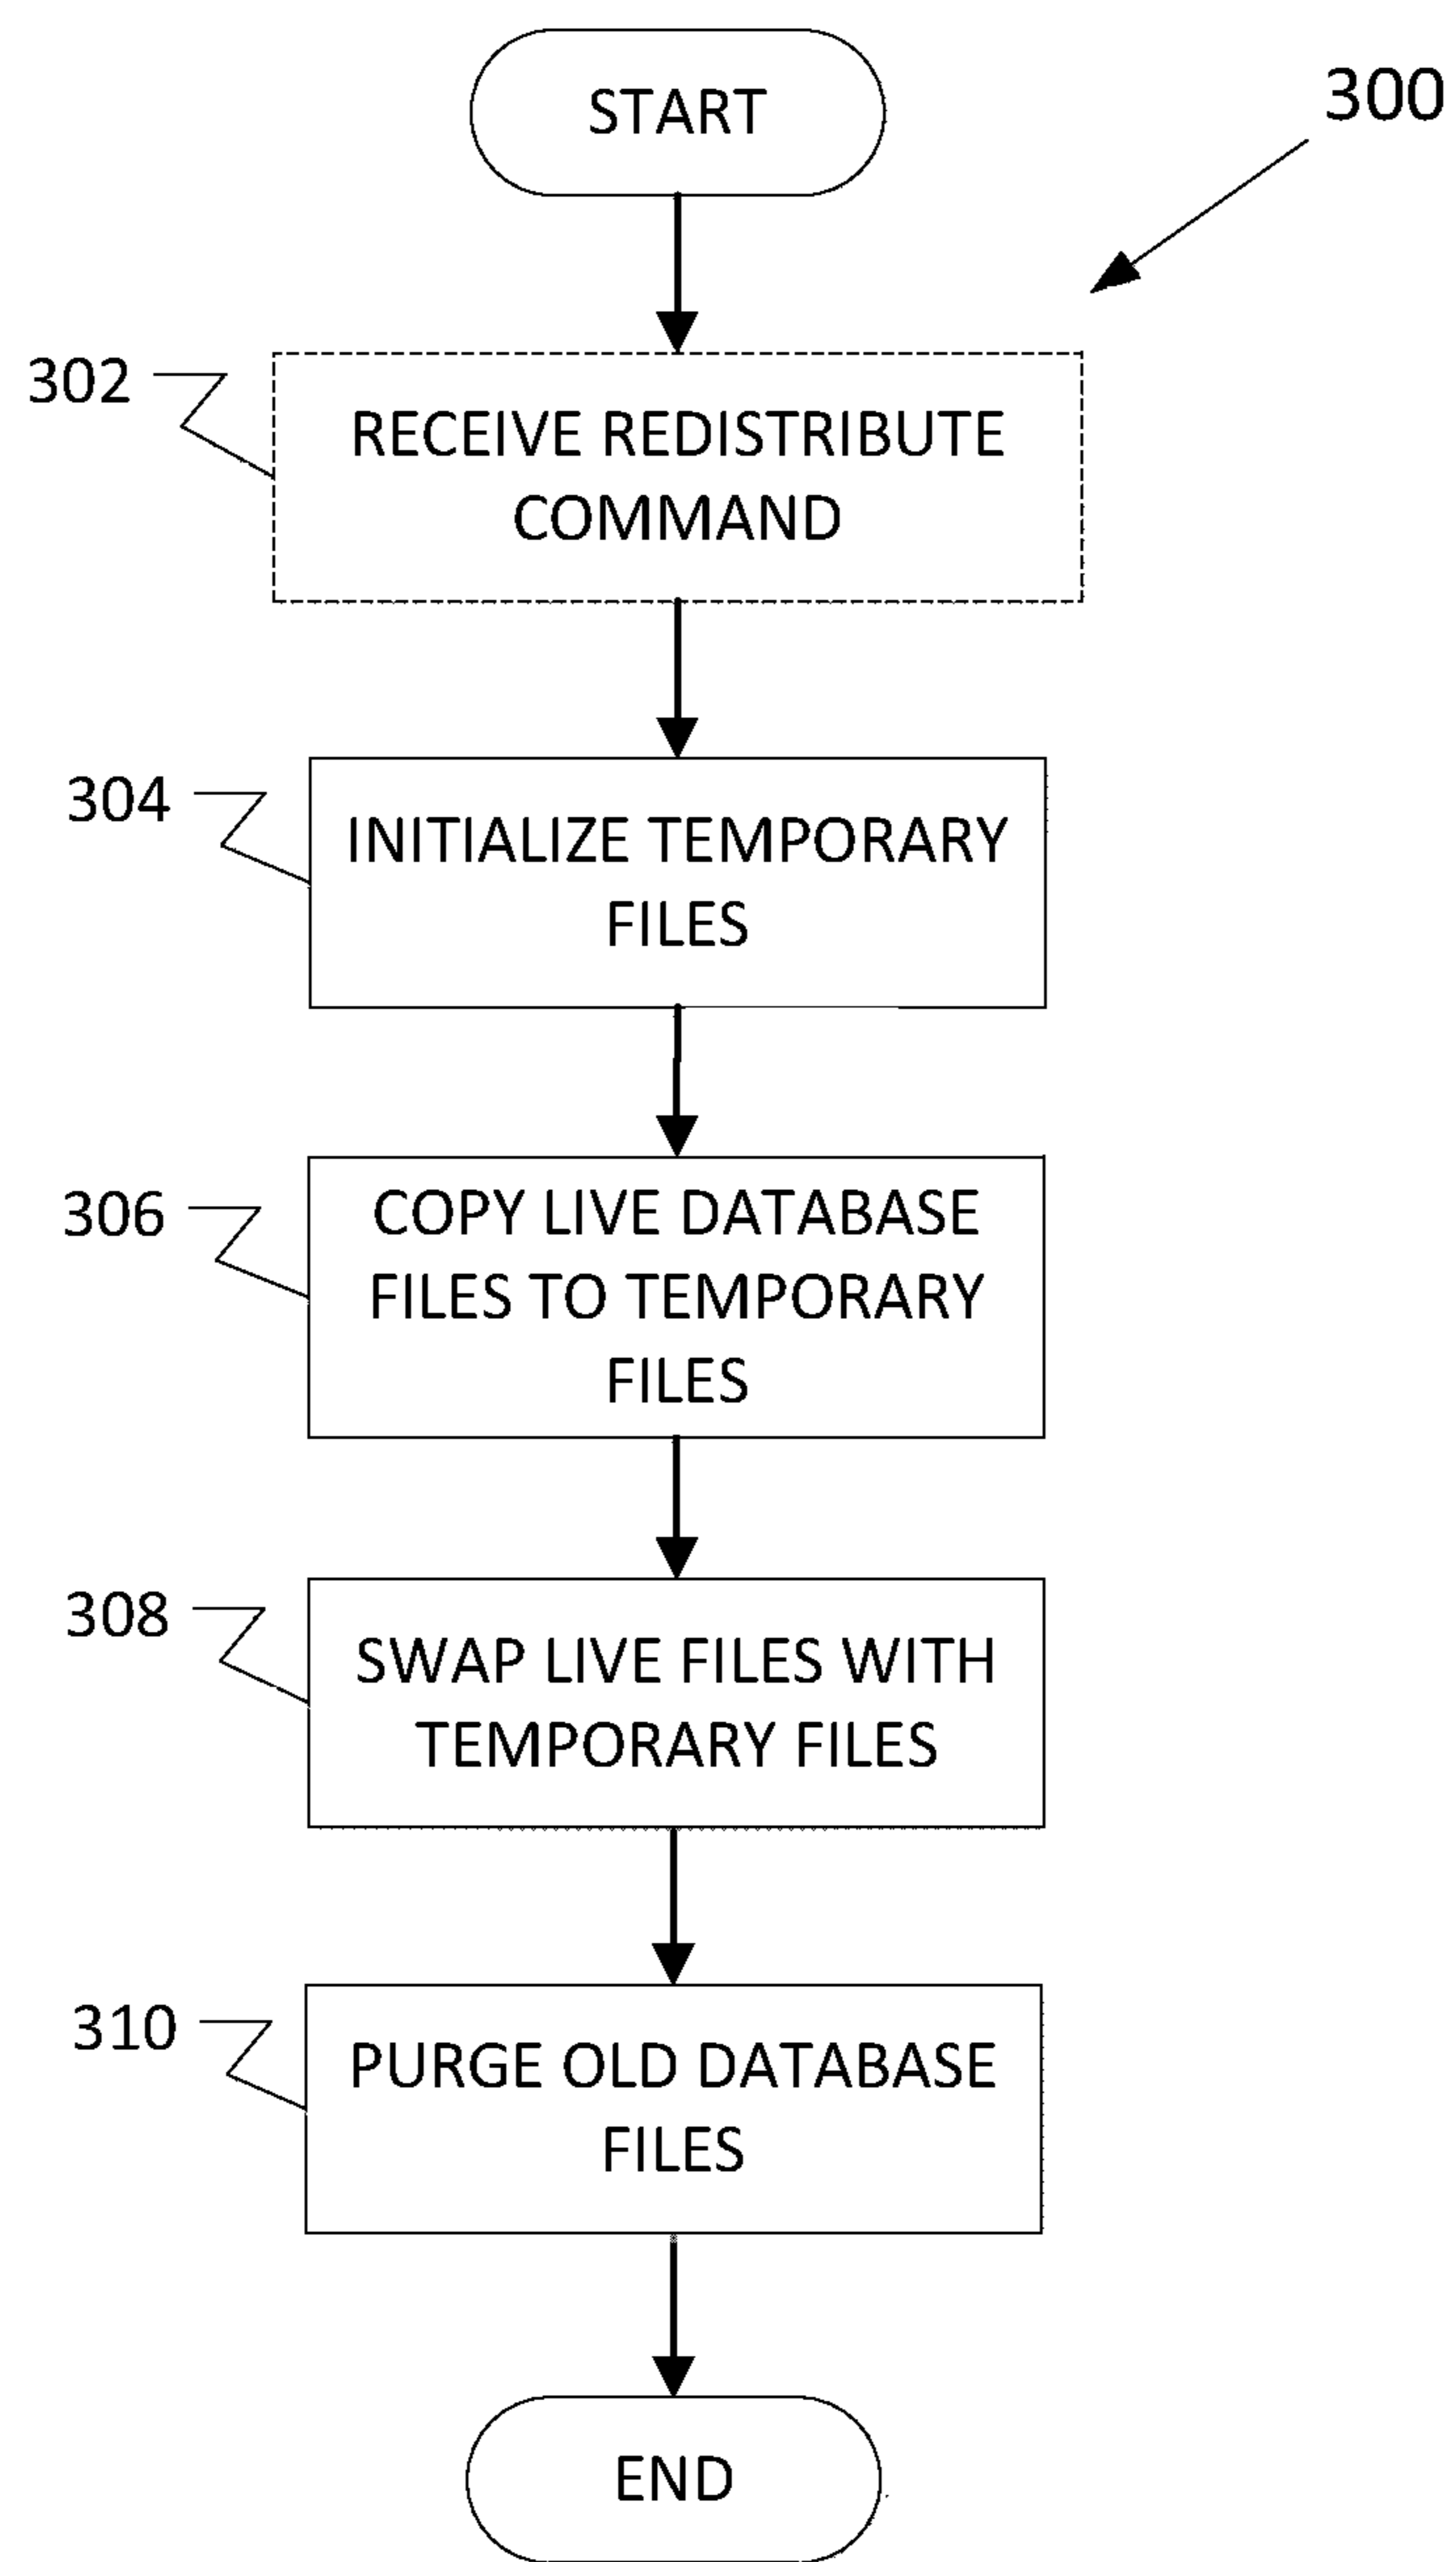 START
300
302
RECEIVE REDISTRIBUTE
COMMAND
304
INITIALIZE TEMPORARY
FILES
306
COPY LIVE DATABASE
FILES TO TEMPORARY
FILES
308
SWAP LIVE FILES WITH
TEMPORARY FILES
310
PURGE OLD DATABASE
FILES
END